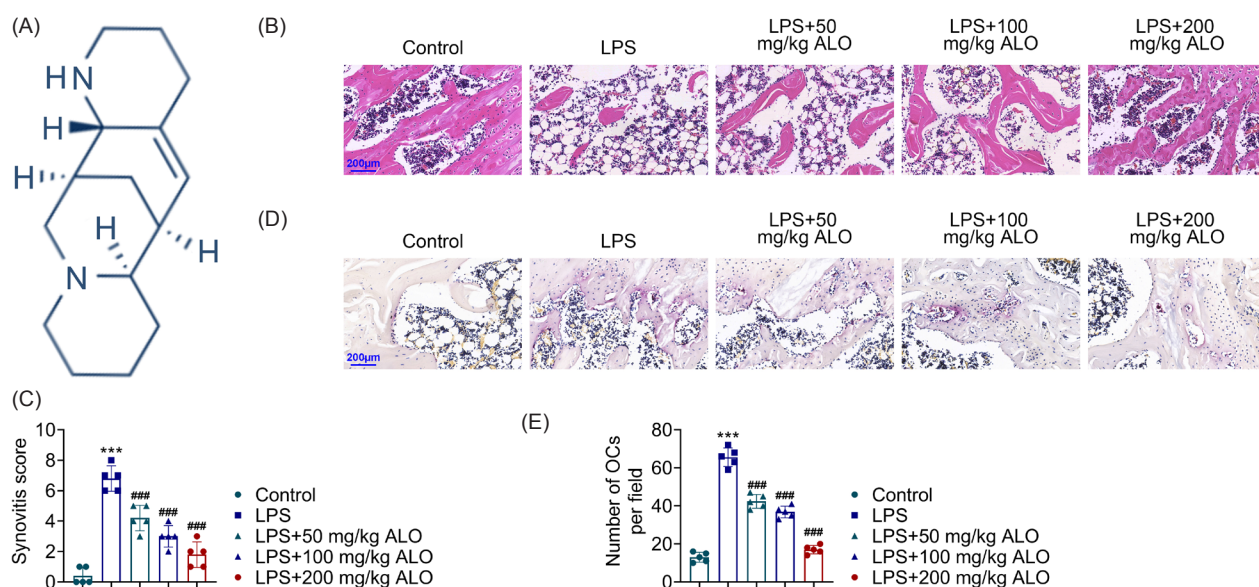 (A)
HN
H
H
H
H
N
(B)
Control
LPS
LPS+50
mg/kg ALO
LPS+100
mg/kg ALO
LPS+200
mg/kg ALO
200μm
(D)
Control
LPS
LPS+50
mg/kg ALO
LPS+100
mg/kg ALO
LPS+200
mg/kg ALO
200μm
(C)
Synovitis score
10
8
6
4
2
0
***
###
###
###
Control
LPS
LPS+50 mg/kg ALO
LPS+100 mg/kg ALO
LPS+200 mg/kg ALO
(E)
Number of OCs
per field
80
60
40
20
0
***
###
###
###
Control
LPS
LPS+50 mg/kg ALO
LPS+100 mg/kg ALO
LPS+200 mg/kg ALO